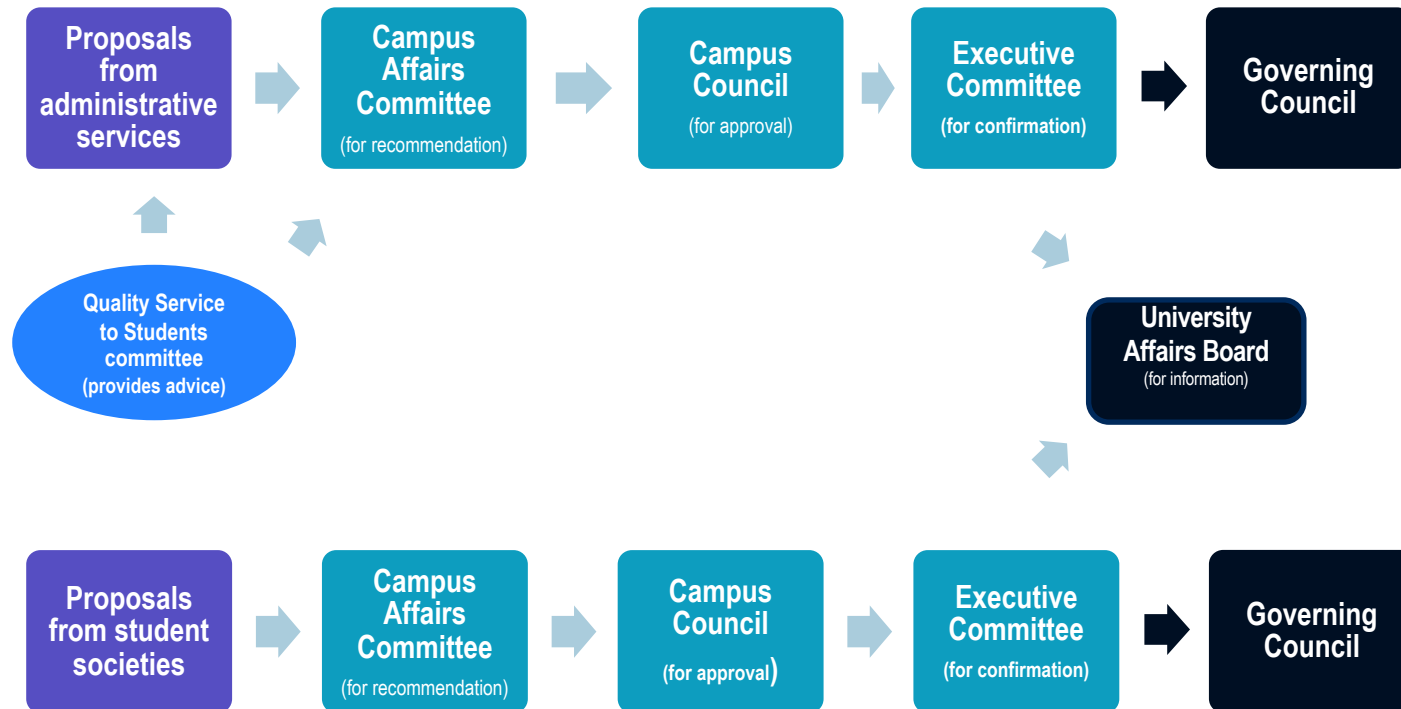 Proposals
from
administrative
services
Campus
Affairs
Committee
(for recommendation)
Campus
Council
(for approval)
Executive
Committee
(for confirmation)
Governing
Council
Quality Service
to Students
committee
(provides advice)
University
Affairs Board
(for information)
Proposals
from student
societies
Campus
Affairs
Committee
(for recommendation)
Campus
Council
(for approval)
Executive
Committee
(for confirmation)
Governing
Council